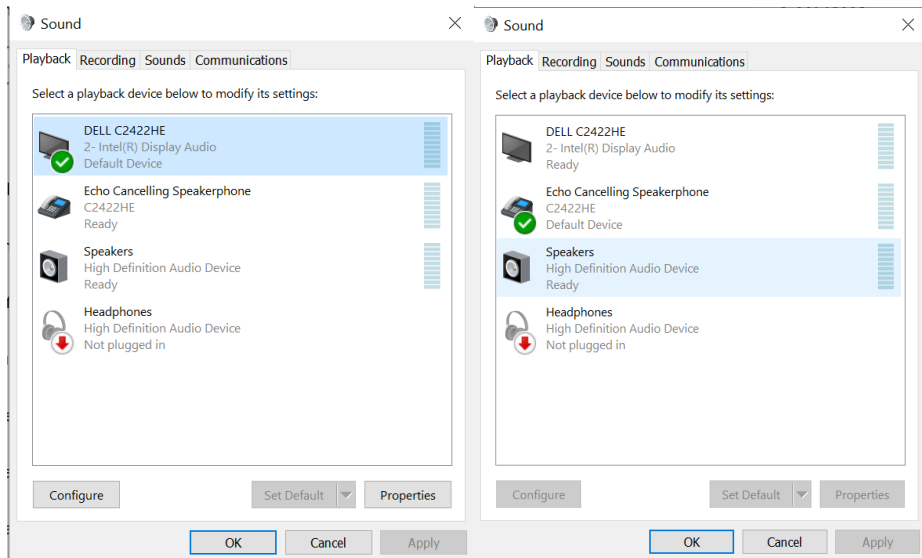 Sound
Playback Recording Sounds Communications
Select a playback device below to modify its settings:
DELL C2422HE
2- Intel(R) Display Audio
Default Device
Echo Cancelling Speakerphone
C2422HE
Ready
Speakers
High Definition Audio Device
Ready
Headphones
High Definition Audio Device
Not plugged in
Configure Set Default Properties
OK Cancel Apply
Sound
Playback Recording Sounds Communications
Select a playback device below to modify its settings:
DELL C2422HE
2- Intel(R) Display Audio
Ready
Echo Cancelling Speakerphone
C2422HE
Default Device
Speakers
High Definition Audio Device
Ready
Headphones
High Definition Audio Device
Not plugged in
Configure Set Default Properties
OK Cancel Apply